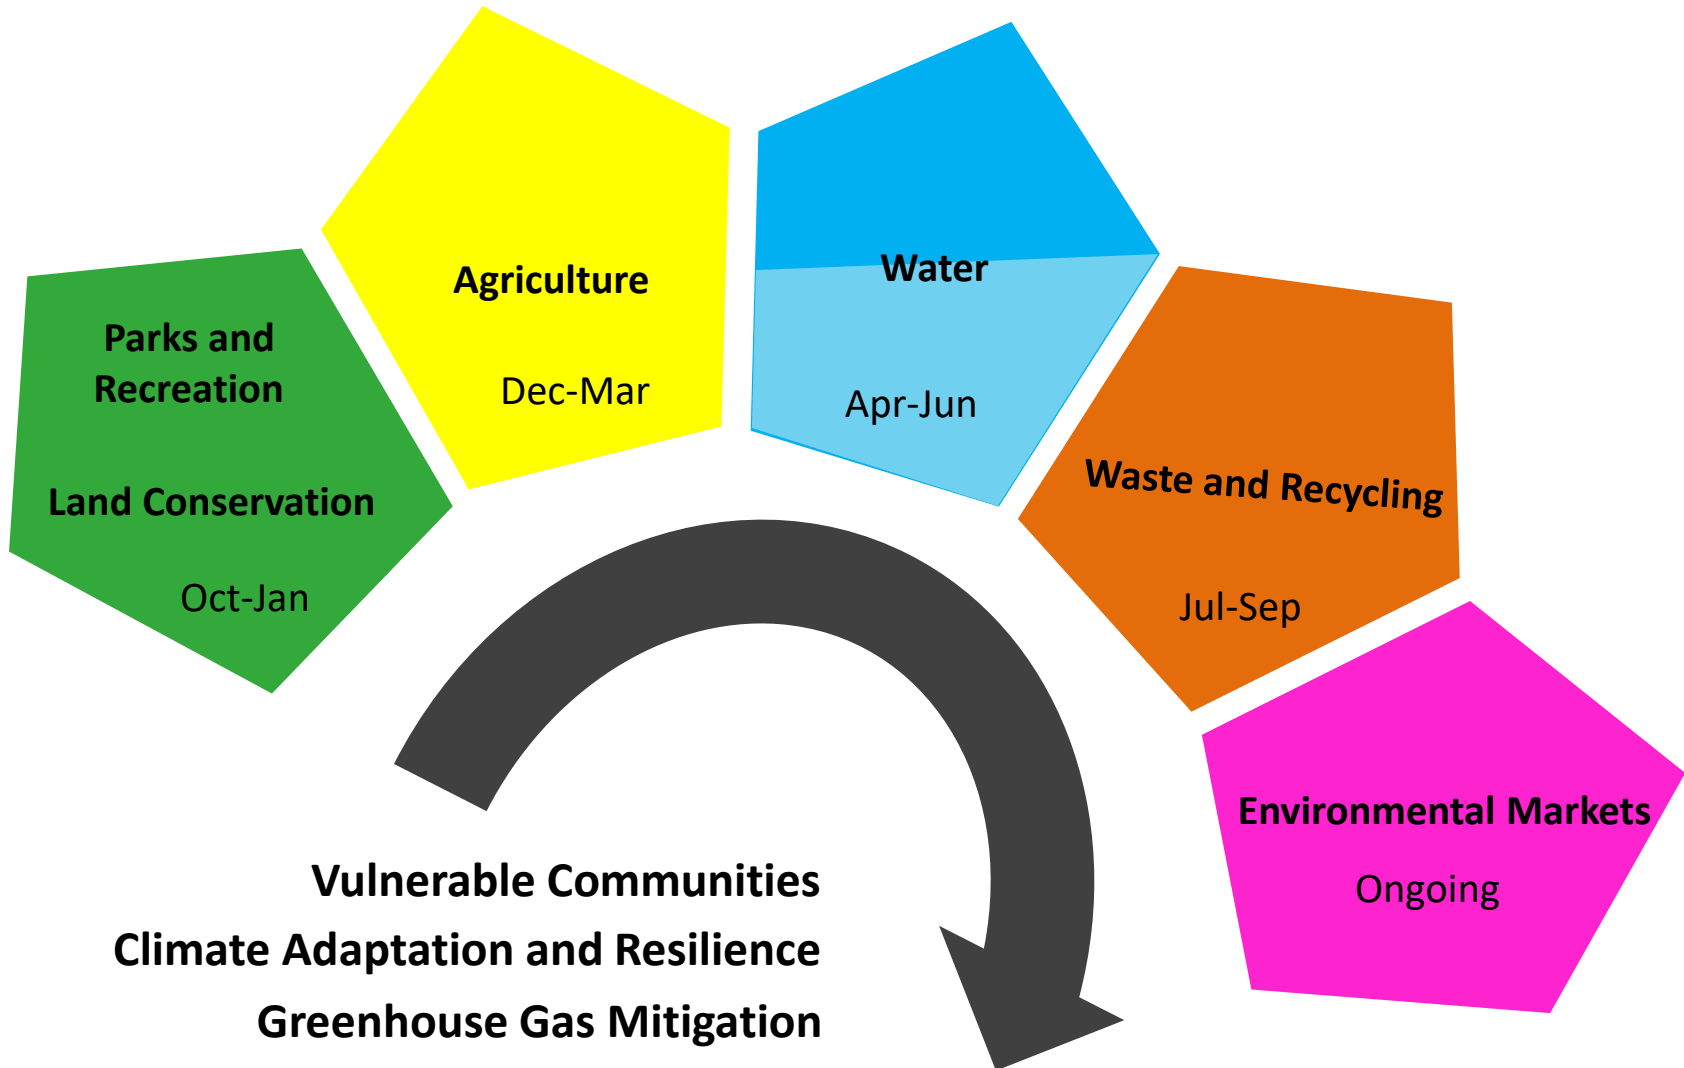 Parks and
Recreation
Land Conservation
Oct-Jan
Agriculture
Dec-Mar
Water
Apr-Jun
Waste and Recycling
Jul-Sep
Environmental Markets
Ongoing
Vulnerable Communities
Climate Adaptation and Resilience
Greenhouse Gas Mitigation